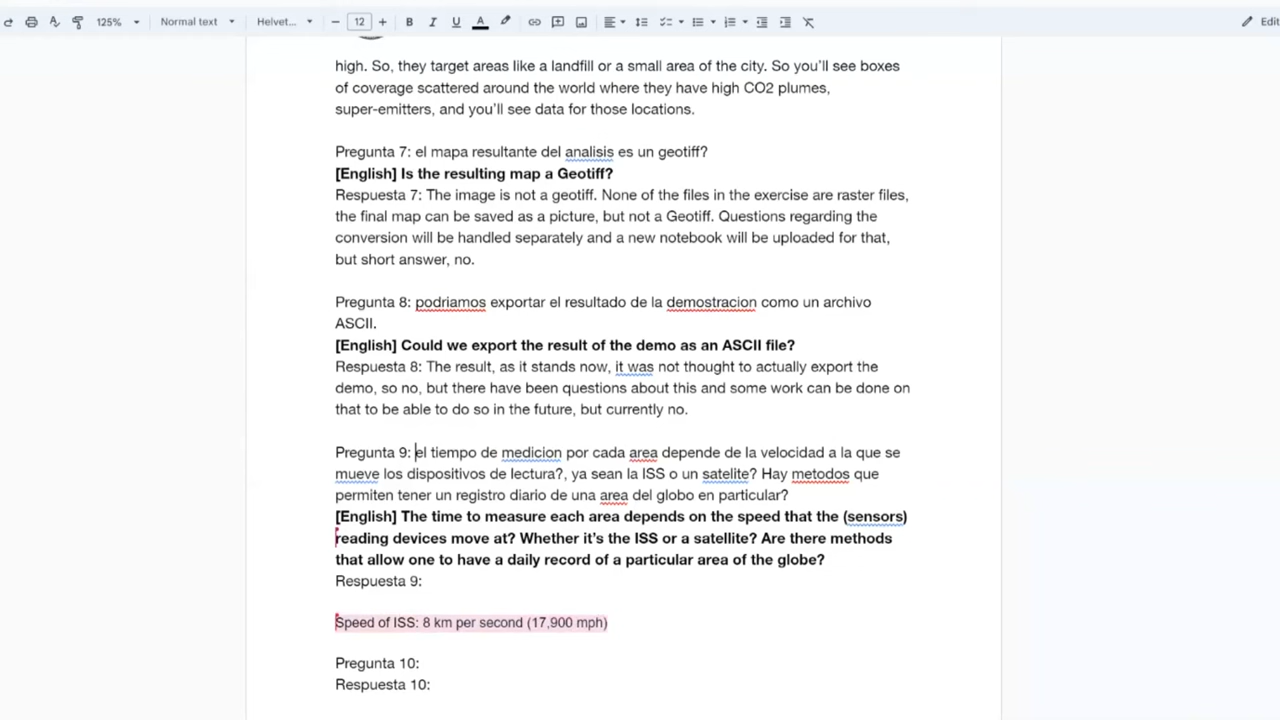 125%
Normal text
Helvet...
12
B
I
U
A
Edit
high. So, they target areas like a landfill or a small area of the city. So you'll see boxes
of coverage scattered around the world where they have high CO2 plumes,
super-emitters, and you'll see data for those locations.
Pregunta 7: el mapa resultante del analisis es un geotiff?
[English] Is the resulting map a Geotiff?
Respuesta 7: The image is not a geotiff. None of the files in the exercise are raster files,
the final map can be saved as a picture, but not a Geotiff. Questions regarding the
conversion will be handled separately and a new notebook will be uploaded for that,
but short answer, no.
Pregunta 8: podriamos exportar el resultado de la demostracion como un archivo
ASCII.
[English] Could we export the result of the demo as an ASCII file?
Respuesta 8: The result, as it stands now, it was not thought to actually export the
demo, so no, but there have been questions about this and some work can be done on
that to be able to do so in the future, but currently no.
Pregunta 9: el tiempo de medicion por cada area depende de la velocidad a la que se
mueve los dispositivos de lectura?, ya sean la ISS o un satelite? Hay metodos que
permiten tener un registro diario de una area del globo en particular?
[English] The time to measure each area depends on the speed that the (sensors)
reading devices move at? Whether it's the ISS or a satellite? Are there methods
that allow one to have a daily record of a particular area of the globe?
Respuesta 9:
Speed of ISS: 8 km per second (17,900 mph)
Pregunta 10:
Respuesta 10: